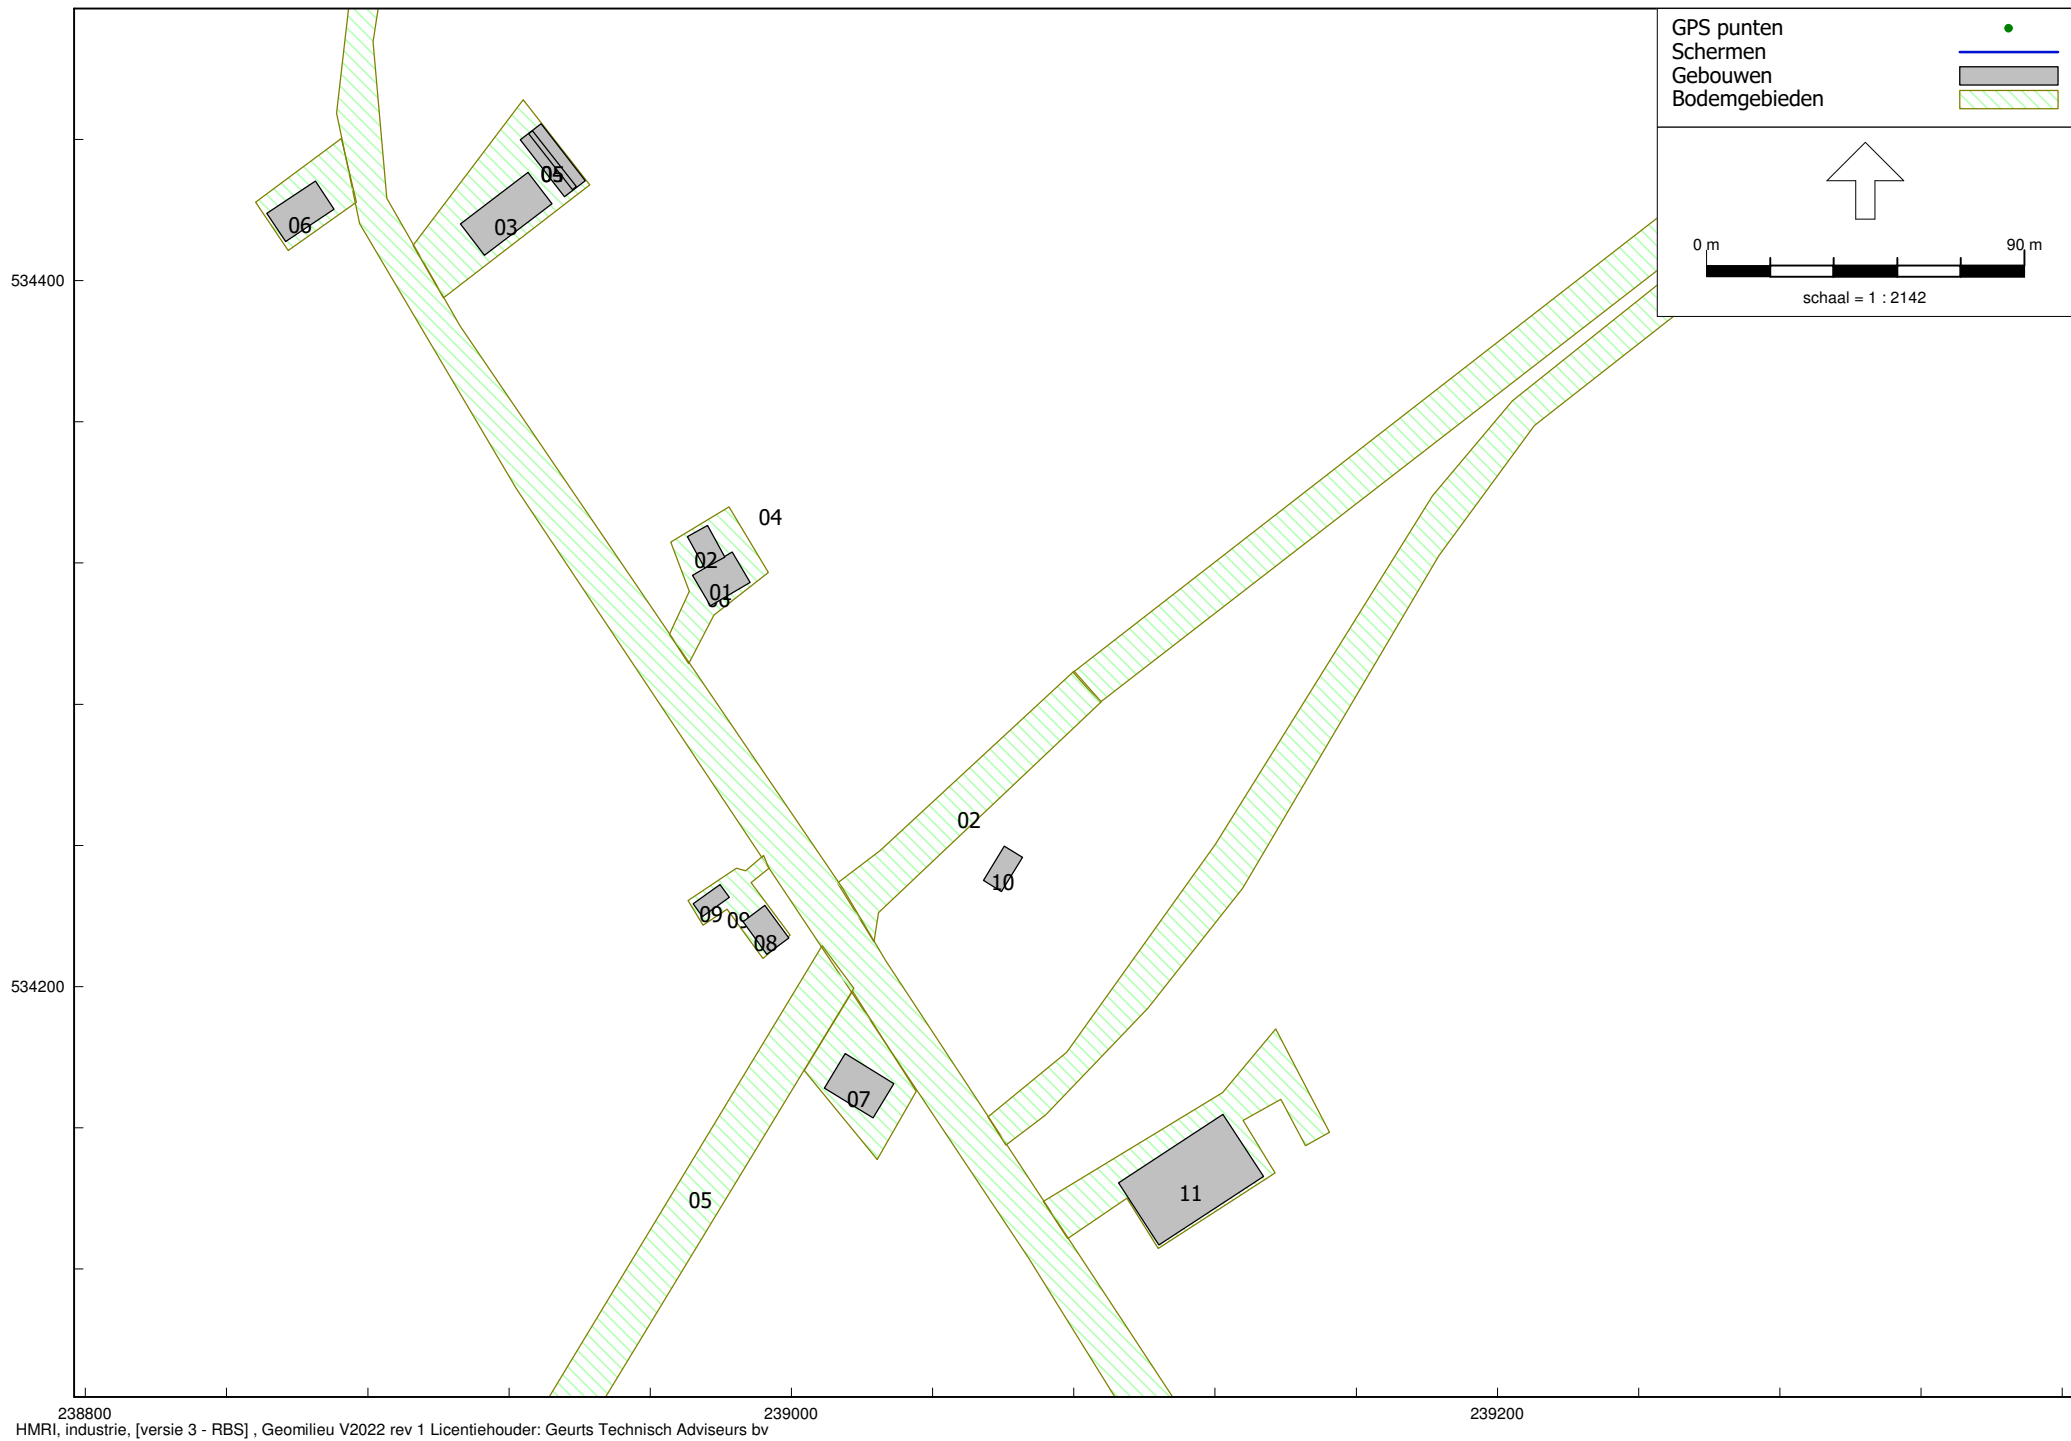 GPS punten
Schermen
Gebouwen
Bodemgebieden
0 m 90 m
schaal = 1 : 2142
05
06
03
534400
04
02
01
02
10
09
08
534200
07
05
11
238800 239000 239200
HMRI, industrie, [versie 3 - RBS] , Geomilieu V2022 rev 1 Licentiehouder: Geurts Technisch Adviseurs bv